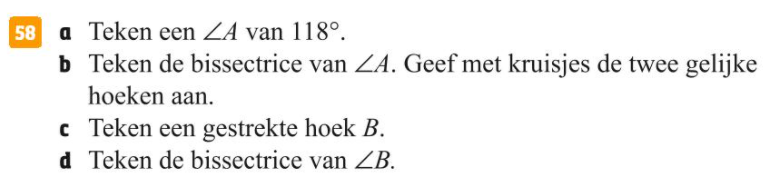 58 a Teken een ∠A van 118°.
b Teken de bissectrice van ∠A. Geef met kruisjes de twee gelijke
hoeken aan.
c Teken een gestrekte hoek B.
d Teken de bissectrice van ∠B.